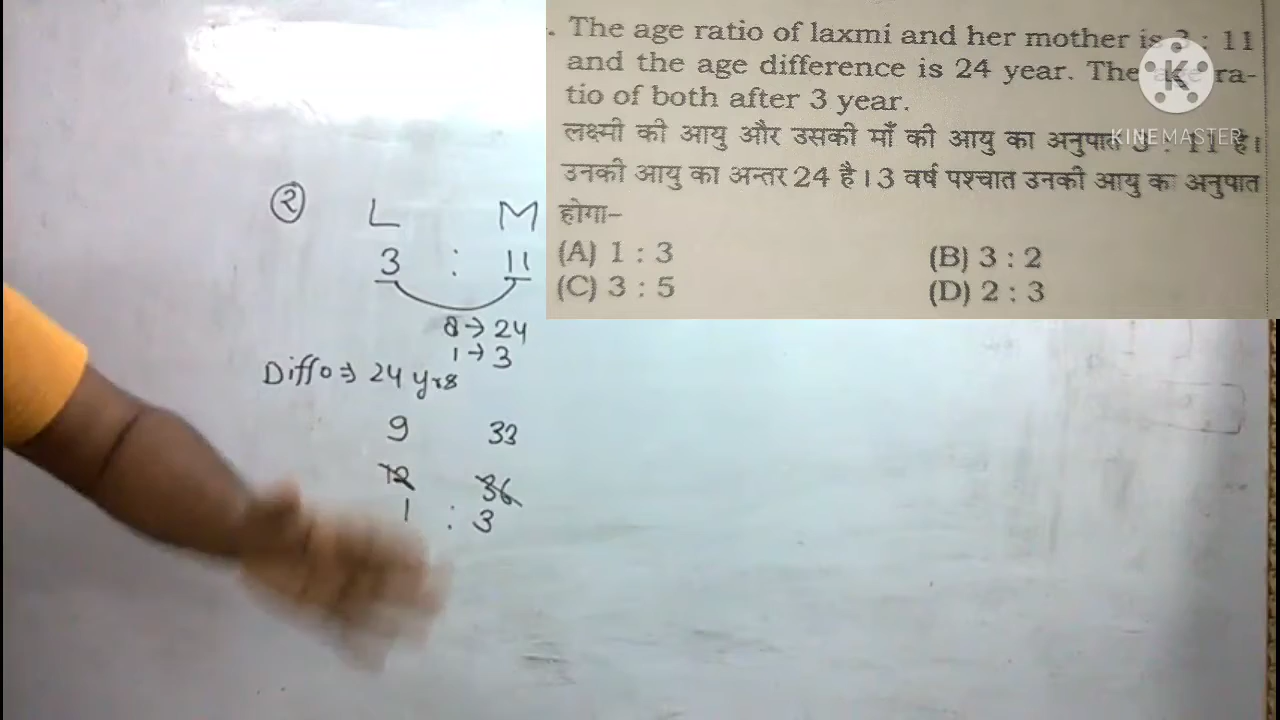 . The age ratio of laxmi and her mother is 3 : 11
and the age difference is 24 year. The age ra-
tio of both after 3 year.
लक्ष्मी की आयु और उसकी माँ की आयु का अनुपात 3 : 11 है।
उनकी आयु का अन्तर 24 है। 3 वर्ष पश्चात उनकी आयु का अनुपात
होगा–
(A) 1 : 3 (B) 3 : 2
(C) 3 : 5 (D) 2 : 3
K
KINEMASTER
२ L M
3 : 11
8 → 24
1 → 3
Diffo ⇒ 24 yrs
9 33
12 36
1 : 3